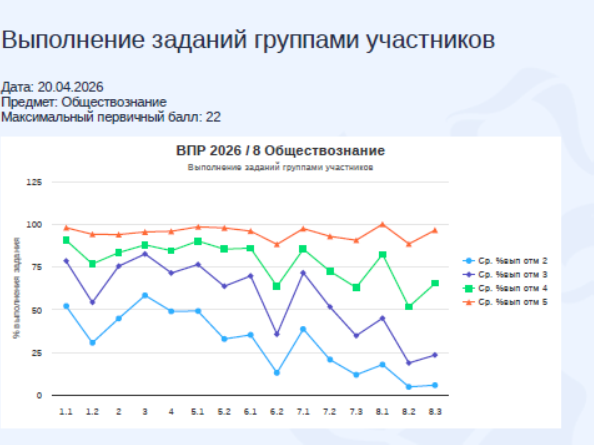 Выполнение заданий группами участников
Дата: 20.04.2026
Предмет: Обществознание
Максимальный первичный балл: 22
ВПР 2026 / 8 Обществознание
Выполнение заданий группами участников
125
100
75
50
25
0
% выполнения задания
1.1 1.2 2 3 4 5.1 5.2 6.1 6.2 7.1 7.2 7.3 8.1 8.2 8.3
Ср. %вып отм 2
Ср. %вып отм 3
Ср. %вып отм 4
Ср. %вып отм 5